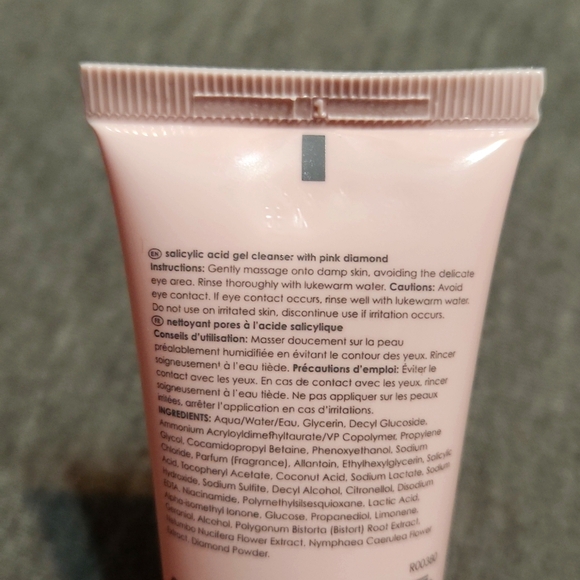 EN salicylic acid gel cleanser with pink diamond
Instructions: Gently massage onto damp skin, avoiding the delicate
eye area. Rinse thoroughly with lukewarm water. Cautions: Avoid
eye contact. If eye contact occurs, rinse well with lukewarm water.
Do not use on irritated skin, discontinue use if irritation occurs.
FR nettoyant pores à l'acide salicylique
Conseils d'utilisation: Masser doucement sur la peau
préalablement humidifiée en évitant le contour des yeux. Rincer
soigneusement à l'eau tiède. Précautions d'emploi: Éviter le
contact avec les yeux. En cas de contact avec les yeux, rincer
soigneusement à l'eau tiède. Ne pas appliquer sur les peaux
irritées, arrêter l'application en cas d'irritations.
INGREDIENTS: Aqua/Water/Eau, Glycerin, Decyl Glucoside,
Ammonium Acryloyldimethyltaurate/VP Copolymer, Propylene
Glycol, Cocamidopropyl Betaine, Phenoxyethanol, Sodium
Chloride, Parfum (Fragrance), Allantoin, Ethylhexylglycerin, Salicylic
Acid, Tocopheryl Acetate, Coconut Acid, Sodium Lactate, Sodium
Hydroxide, Sodium Sulfite, Decyl Alcohol, Citronellol, Disodium
EDTA, Niacinamide, Polymethylsilsesquioxane, Lactic Acid,
Alpha-isomethyl Ionone, Glucose, Propanediol, Limonene,
Geraniol, Alcohol, Polygonum Bistorta (Bistort) Root Extract,
Nelumbo Nucifera Flower Extract, Nymphaea Caerulea Flower
Extract, Diamond Powder.
R00380